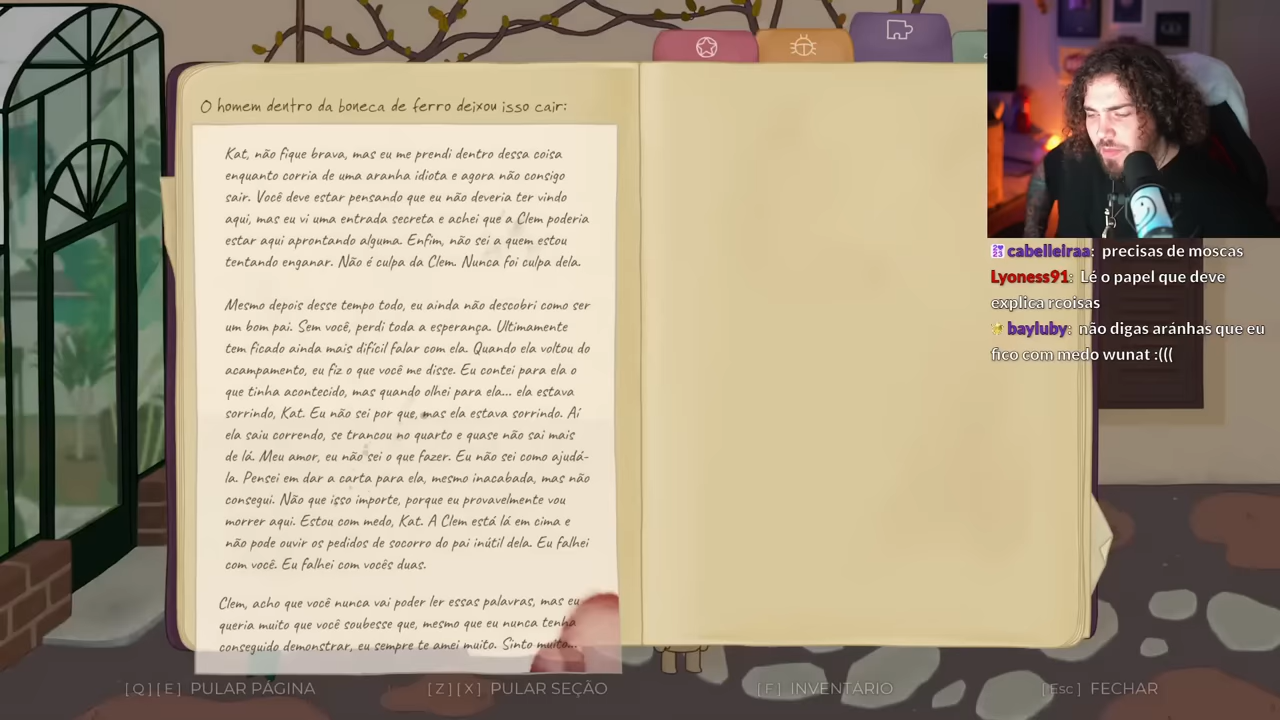 O homem dentro da boneca de ferro deixou isso cair:
Kat, não fique brava, mas eu me prendi dentro dessa coisa
enquanto corria de uma aranha idiota e agora não consigo
sair. Você deve estar pensando que eu não deveria ter vindo
aqui, mas eu vi uma entrada secreta e achei que a Clem poderia
estar aqui aprontando alguma. Enfim, não sei a quem estou
tentando enganar. Não é culpa da Clem. Nunca foi culpa dela.
Mesmo depois desse tempo todo, eu ainda não descobri como ser
um bom pai. Sem você, perdi toda a esperança. Ultimamente
tem ficado ainda mais difícil falar com ela. Quando ela voltou do
acampamento, eu fiz o que você me disse. Eu contei para ela o
que tinha acontecido, mas quando olhei para ela... ela estava
sorrindo, Kat. Eu não sei por que, mas ela estava sorrindo. Aí
ela saiu correndo, se trancou no quarto e quase não sai mais
de lá. Meu amor, eu não sei o que fazer. Eu não sei como ajudá-
la. Pensei em dar a carta para ela, mesmo inacabada, mas não
consegui. Não que isso importe, porque eu provavelmente vou
morrer aqui. Estou com medo, Kat. A Clem está lá em cima e
não pode ouvir os pedidos de socorro do pai inútil dela. Eu falhei
com você. Eu falhei com vocês duas.
Clem, acho que você nunca vai poder ler essas palavras, mas eu
queria muito que você soubesse que, mesmo que eu nunca tenha
conseguido demonstrar, eu sempre te amei muito. Sinto muito...
cabelleiraa: precisas de moscas
Lyoness91: Lé o papel que deve
explica rcoisas
bayluby: não digas aránhas que eu
fico com medo wunat :(((
[Q][E] PULAR PÁGINA
[Z][X] PULAR SEÇÃO
[F] INVENTÁRIO
[Esc] FECHAR